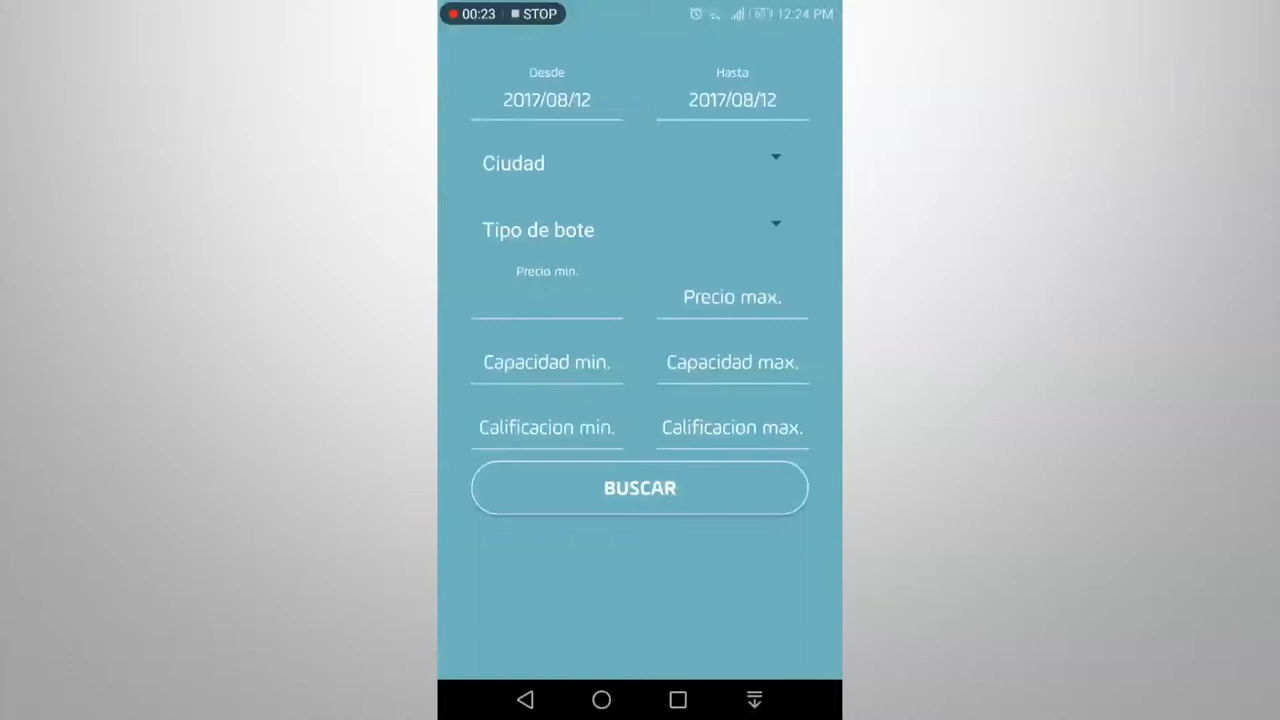 00:23 STOP 12:24 PM
Desde Hasta
2017/08/12 2017/08/12
Ciudad
Tipo de bote
Precio min.
Precio max.
Capacidad min. Capacidad max.
Calificacion min. Calificacion max.
BUSCAR